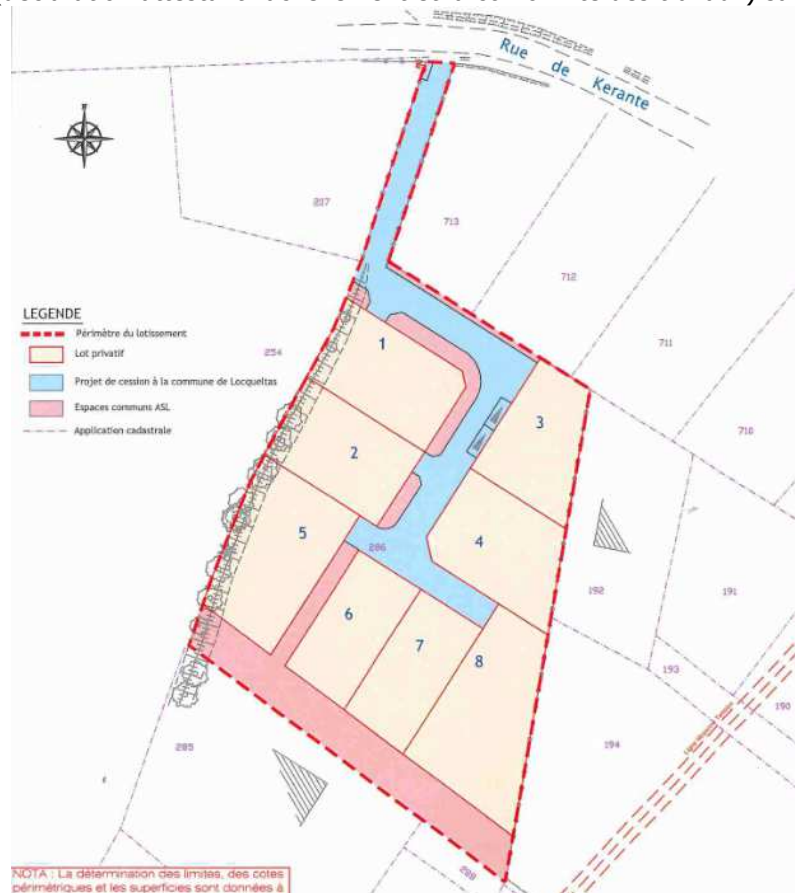 Rue de Kerante
207
713
712
711
710
254
LEGENDE
Périmètre du lotissement
Lot privatif
Projet de cession à la commune de Locqueltas
Espaces communs ASL
Application cadastrale
1
3
2
5
4
286
6
7
8
192
191
193
190
194
285
288
NOTA : La détermination des limites, des cotes
périmétriques et les superficies sont données à